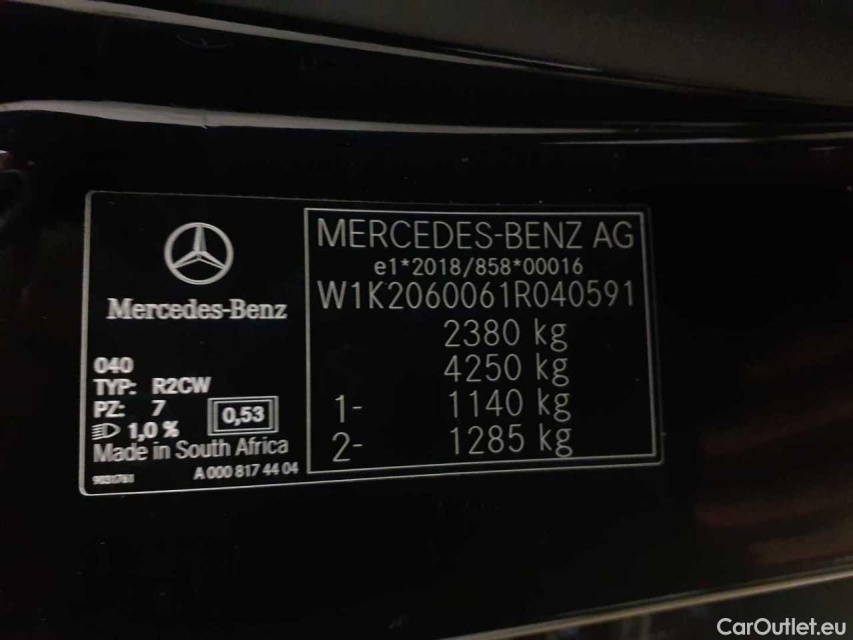 Mercedes-Benz
040
TYP: R2CW
PZ: 7
1,0 %
0,53
Made in South Africa
A 000 817 44 04
MERCEDES-BENZ AG
e1*2018/858*00016
W1K2060061R040591
2380 kg
4250 kg
1- 1140 kg
2- 1285 kg
CarOutlet.eu